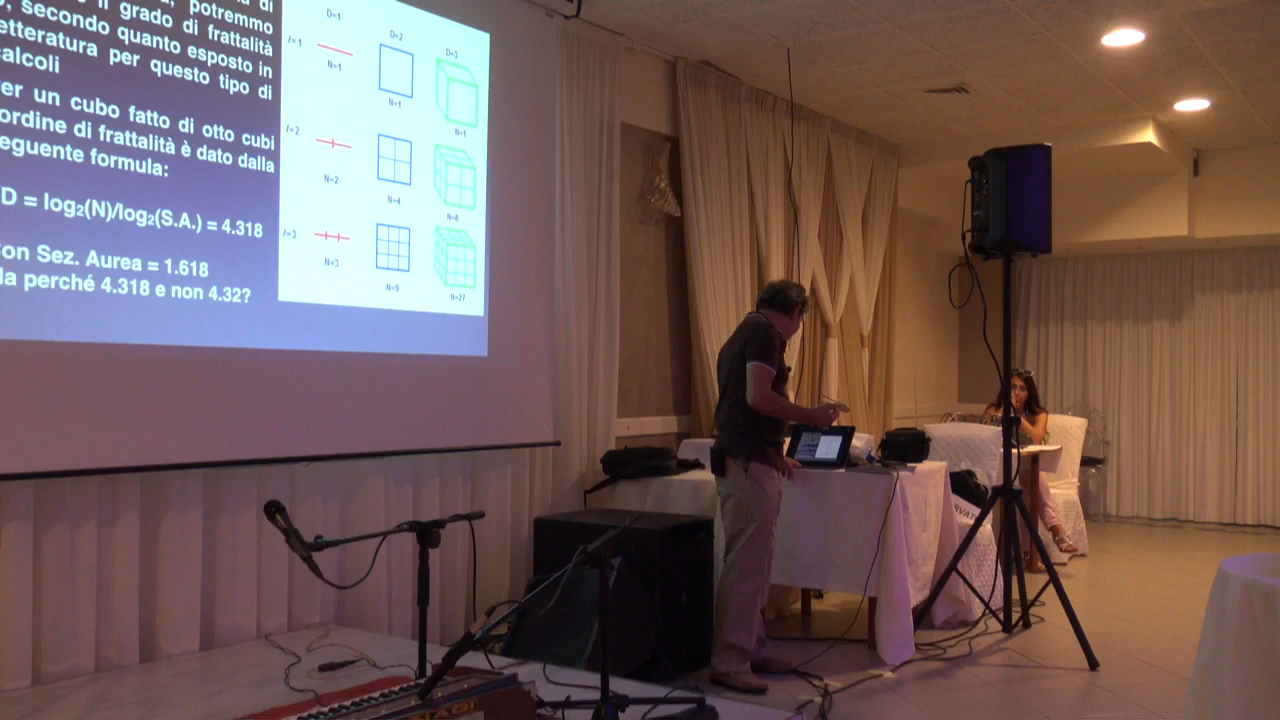 di
potremmo
il grado di frattalità
secondo quanto esposto in
letteratura per questo tipo di
calcoli
er un cubo fatto di otto cubi
ordine di frattalità è dato dalla
eguente formula:
D = log₂(N)/log₂(S.A.) = 4.318
on Sez. Aurea = 1.618
la perché 4.318 e non 4.32?
D=1
D=2
D=3
l=1
N=1
N=1
N=1
l=2
N=2
N=4
N=8
l=3
N=3
N=9
N=27
RVAT